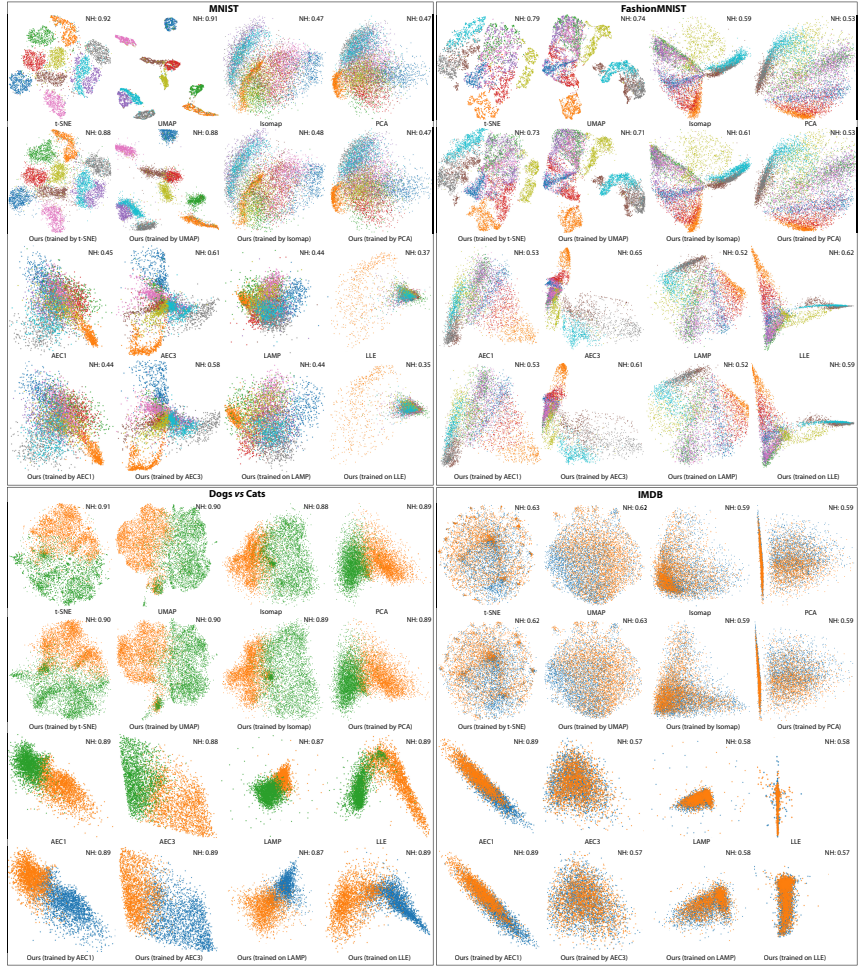 MNIST
NH: 0.92 NH: 0.91 NH: 0.47 NH: 0.47
t-SNE UMAP Isomap PCA
NH: 0.88 NH: 0.88 NH: 0.48 NH: 0.47
Ours (trained by t-SNE) Ours (trained by UMAP) Ours (trained by Isomap) Ours (trained by PCA)
NH: 0.45 NH: 0.61 NH: 0.44 NH: 0.37
AEC1 AEC3 LAMP LLE
NH: 0.44 NH: 0.58 NH: 0.44 NH: 0.35
Ours (trained by AEC1) Ours (trained by AEC3) Ours (trained on LAMP) Ours (trained on LLE)
FashionMNIST
NH: 0.79 NH: 0.74 NH: 0.59 NH: 0.53
t-SNE UMAP Isomap PCA
NH: 0.73 NH: 0.71 NH: 0.61 NH: 0.53
Ours (trained by t-SNE) Ours (trained by UMAP) Ours (trained by Isomap) Ours (trained by PCA)
NH: 0.53 NH: 0.65 NH: 0.52 NH: 0.62
AEC1 AEC3 LAMP LLE
NH: 0.53 NH: 0.61 NH: 0.52 NH: 0.59
Ours (trained by AEC1) Ours (trained by AEC3) Ours (trained on LAMP) Ours (trained on LLE)
Dogs vs Cats
NH: 0.91 NH: 0.90 NH: 0.88 NH: 0.89
t-SNE UMAP Isomap PCA
NH: 0.90 NH: 0.90 NH: 0.89 NH: 0.89
Ours (trained by t-SNE) Ours (trained by UMAP) Ours (trained by Isomap) Ours (trained by PCA)
NH: 0.89 NH: 0.88 NH: 0.87 NH: 0.89
AEC1 AEC3 LAMP LLE
NH: 0.89 NH: 0.89 NH: 0.87 NH: 0.89
Ours (trained by AEC1) Ours (trained by AEC3) Ours (trained on LAMP) Ours (trained on LLE)
IMDB
NH: 0.63 NH: 0.62 NH: 0.59 NH: 0.59
t-SNE UMAP Isomap PCA
NH: 0.62 NH: 0.63 NH: 0.59 NH: 0.59
Ours (trained by t-SNE) Ours (trained by UMAP) Ours (trained by Isomap) Ours (trained by PCA)
NH: 0.89 NH: 0.57 NH: 0.58 NH: 0.58
AEC1 AEC3 LAMP LLE
NH: 0.89 NH: 0.57 NH: 0.58 NH: 0.57
Ours (trained by AEC1) Ours (trained by AEC3) Ours (trained on LAMP) Ours (trained on LLE)